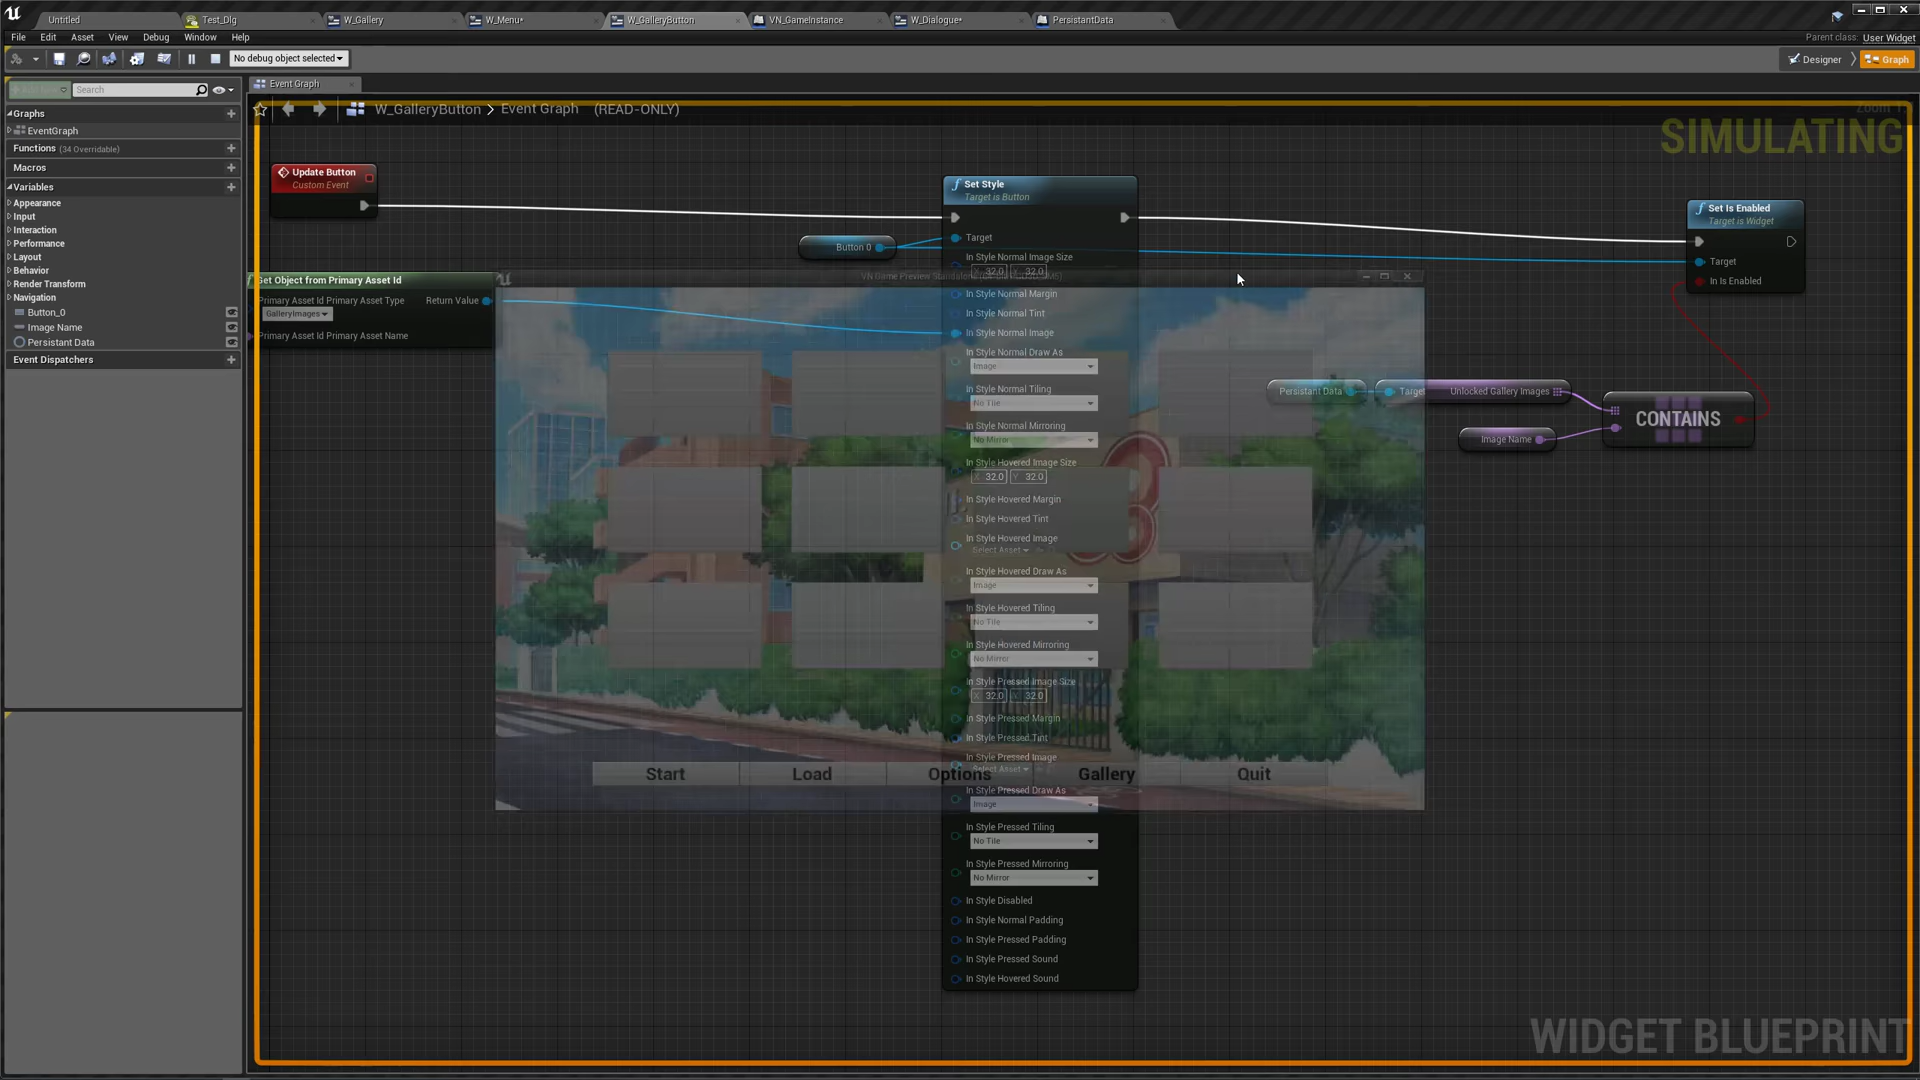 Untitled
Test_Dlg
W_Gallery
W_Menu*
W_GalleryButton
VN_GameInstance
W_Dialogue*
PersistantData
File
Edit
Asset
View
Debug
Window
Help
Parent class: User Widget
No debug object selected
Designer
Graph
Search
Event Graph
W_GalleryButton > Event Graph (READ-ONLY)
SIMULATING
Graphs
EventGraph
Functions (34 Overridable)
Macros
Variables
Appearance
Input
Interaction
Performance
Layout
Behavior
Render Transform
Navigation
Button_0
Image Name
Persistant Data
Event Dispatchers
Update Button
Custom Event
Get Object from Primary Asset Id
Primary Asset Id Primary Asset Type
Return Value
GalleryImages
Primary Asset Id Primary Asset Name
Button 0
Set Style
Target is Button
Target
In Style Normal Image Size
X 32.0 Y 32.0
In Style Normal Margin
In Style Normal Tint
In Style Normal Image
In Style Normal Draw As
Image
In Style Normal Tiling
No Tile
In Style Normal Mirroring
No Mirror
In Style Hovered Image Size
X 32.0 Y 32.0
In Style Hovered Margin
In Style Hovered Tint
In Style Hovered Image
Select Asset
In Style Hovered Draw As
Image
In Style Hovered Tiling
No Tile
In Style Hovered Mirroring
No Mirror
In Style Pressed Image Size
X 32.0 Y 32.0
In Style Pressed Margin
In Style Pressed Tint
In Style Pressed Image
Select Asset
In Style Pressed Draw As
Image
In Style Pressed Tiling
No Tile
In Style Pressed Mirroring
No Mirror
In Style Disabled
In Style Normal Padding
In Style Pressed Padding
In Style Pressed Sound
In Style Hovered Sound
Set Is Enabled
Target is Widget
Target
In Is Enabled
Persistant Data
Target
Unlocked Gallery Images
Image Name
CONTAINS
Start
Load
Options
Gallery
Quit
WIDGET BLUEPRINT